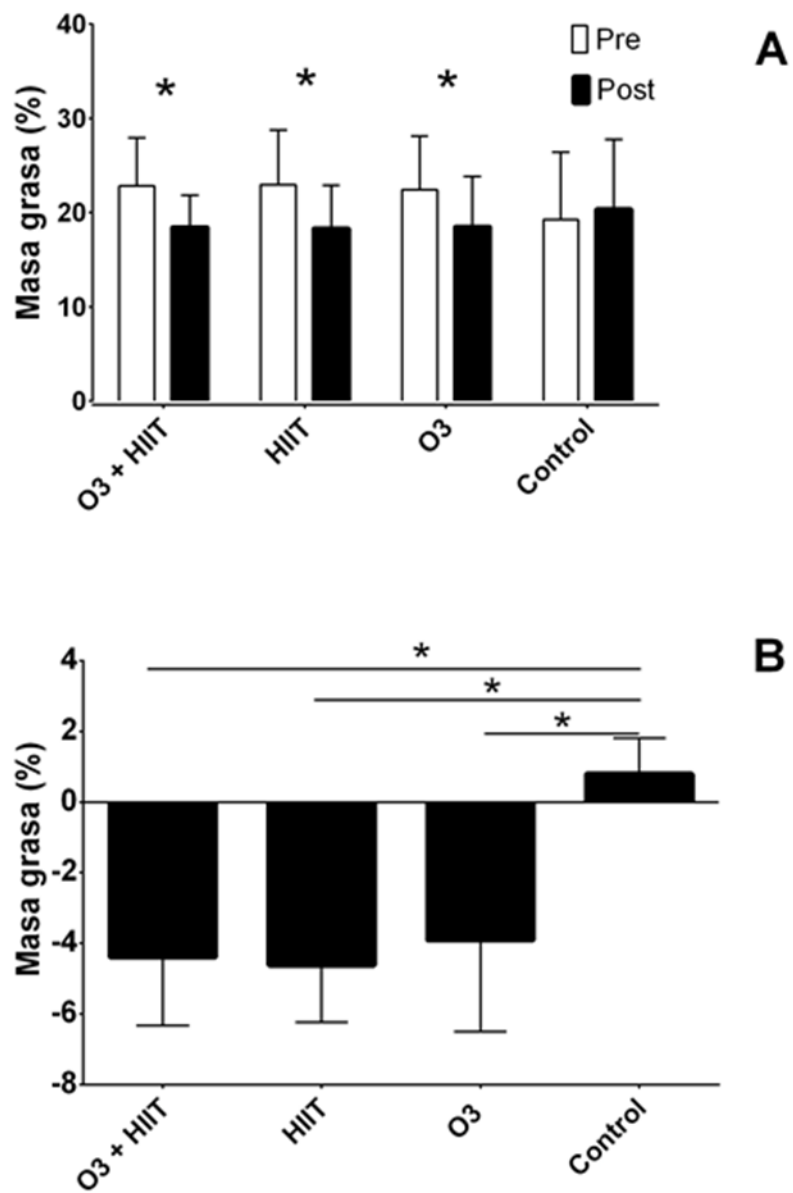 A
Pre
Post
Masa grasa (%)
40
30
20
10
0
*
*
*
O3 + HIIT
HIIT
O3
Control
B
Masa grasa (%)
4
2
0
-2
-4
-6
-8
*
*
*
O3 + HIIT
HIIT
O3
Control